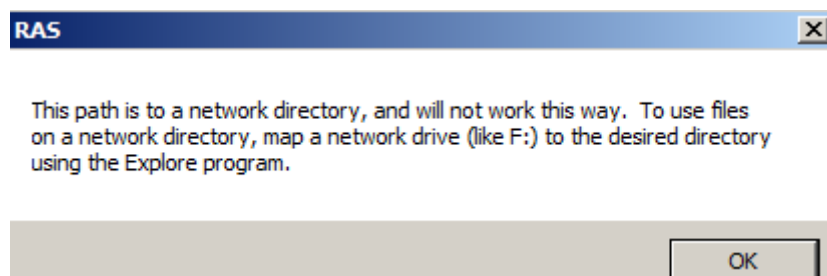 RAS
This path is to a network directory, and will not work this way.  To use files
on a network directory, map a network drive (like F:) to the desired directory
using the Explore program.
OK